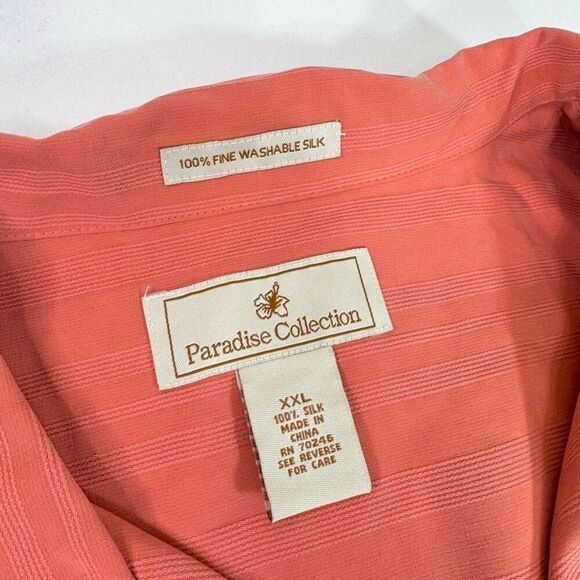 100% FINE WASHABLE SILK
Paradise Collection
XXL
100% SILK
MADE IN
CHINA
RN 70246
SEE REVERSE
FOR CARE